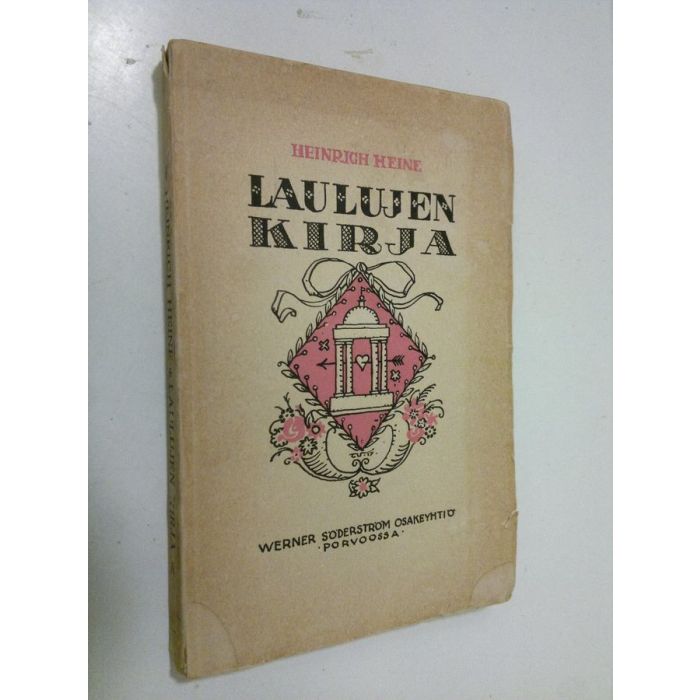 HEINRICH HEINE
LAULUJEN
KIRJA
WERNER SÖDERSTRÖM OSAKEYHTIÖ
· PORVOOSSA ·
HEINRICH HEINE LAULUJEN KIRJA